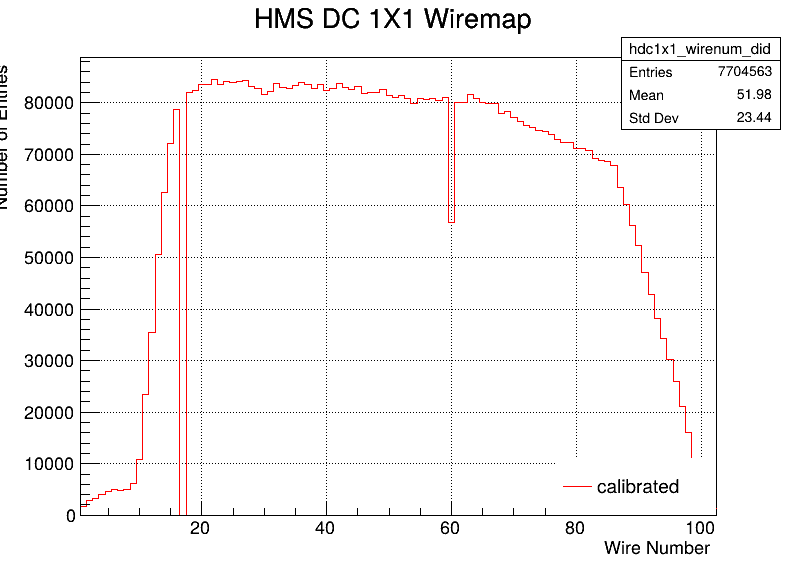 HMS DC 1X1 Wiremap
hdc1x1_wirenum_did
Entries 7704563
Mean 51.98
Std Dev 23.44
Number of Entries
80000
70000
60000
50000
40000
30000
20000
10000
0
20 40 60 80 100
Wire Number
calibrated